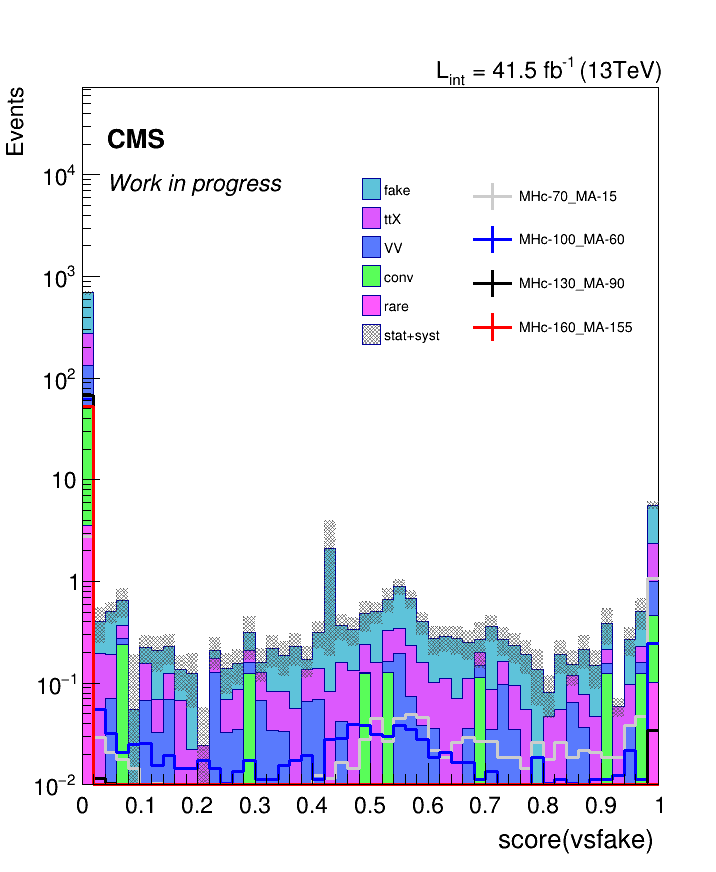 L_int = 41.5 fb^-1 (13TeV)
Events
CMS
Work in progress
fake
ttX
VV
conv
rare
stat+syst
MHc-70_MA-15
MHc-100_MA-60
MHc-130_MA-90
MHc-160_MA-155
10^4
10^3
10^2
10
1
10^-1
10^-2
0 0.1 0.2 0.3 0.4 0.5 0.6 0.7 0.8 0.9 1
score(vsfake)